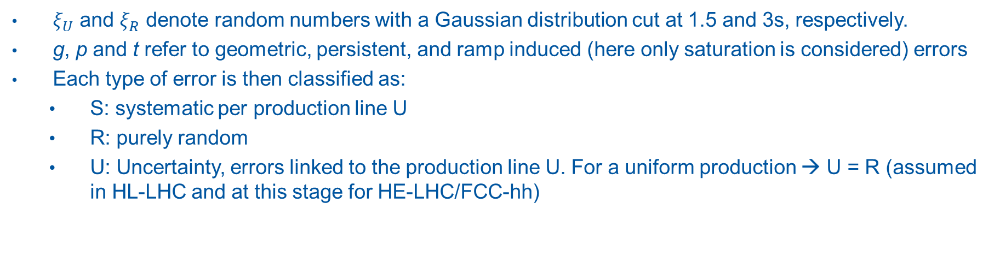 • ξ_U and ξ_R denote random numbers with a Gaussian distribution cut at 1.5 and 3s, respectively.
• g, p and t refer to geometric, persistent, and ramp induced (here only saturation is considered) errors
• Each type of error is then classified as:
• S: systematic per production line U
• R: purely random
• U: Uncertainty, errors linked to the production line U. For a uniform production → U = R (assumed
in HL-LHC and at this stage for HE-LHC/FCC-hh)